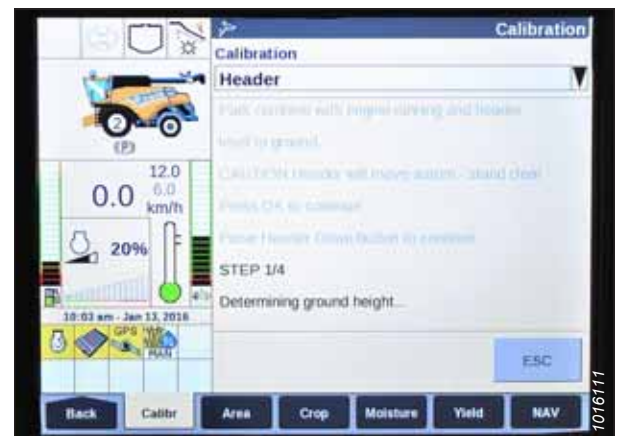 Calibration
Calibration
Header
Park combine with engine running and header
level to ground.
CAUTION Header will move autom - stand clear
Press OK to continue
Press Header Down button to continue
STEP 1/4
Determining ground height...
ESC
2
(P)
12.0
6.0
0.0
km/h
20%
10:03 am - Jan 13, 2016
GPS
MAN
Back
Calibr
Area
Crop
Moisture
Yield
NAV
1016111